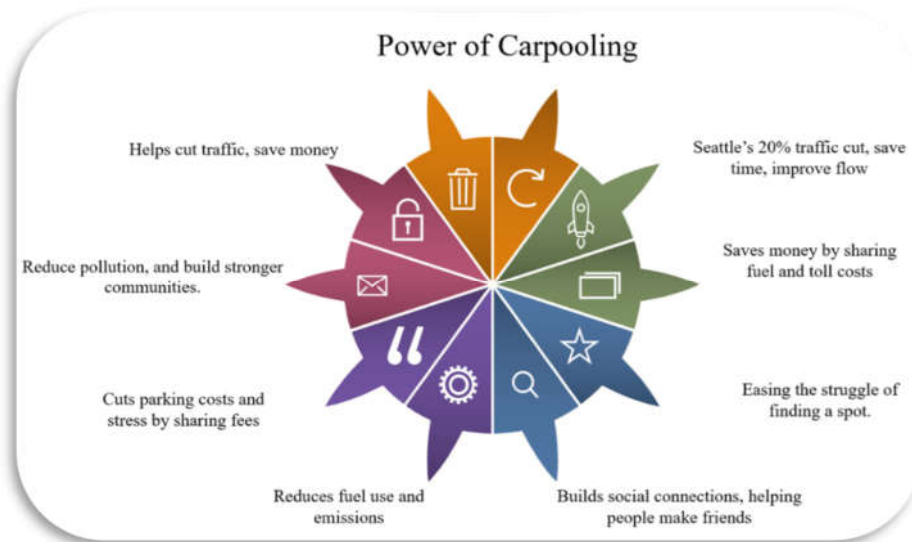 Power of Carpooling
Helps cut traffic, save money
Reduce pollution, and build stronger
communities.
Cuts parking costs and
stress by sharing fees
Reduces fuel use and
emissions
Seattle's 20% traffic cut, save
time, improve flow
Saves money by sharing
fuel and toll costs
Easing the struggle of
finding a spot.
Builds social connections, helping
people make friends